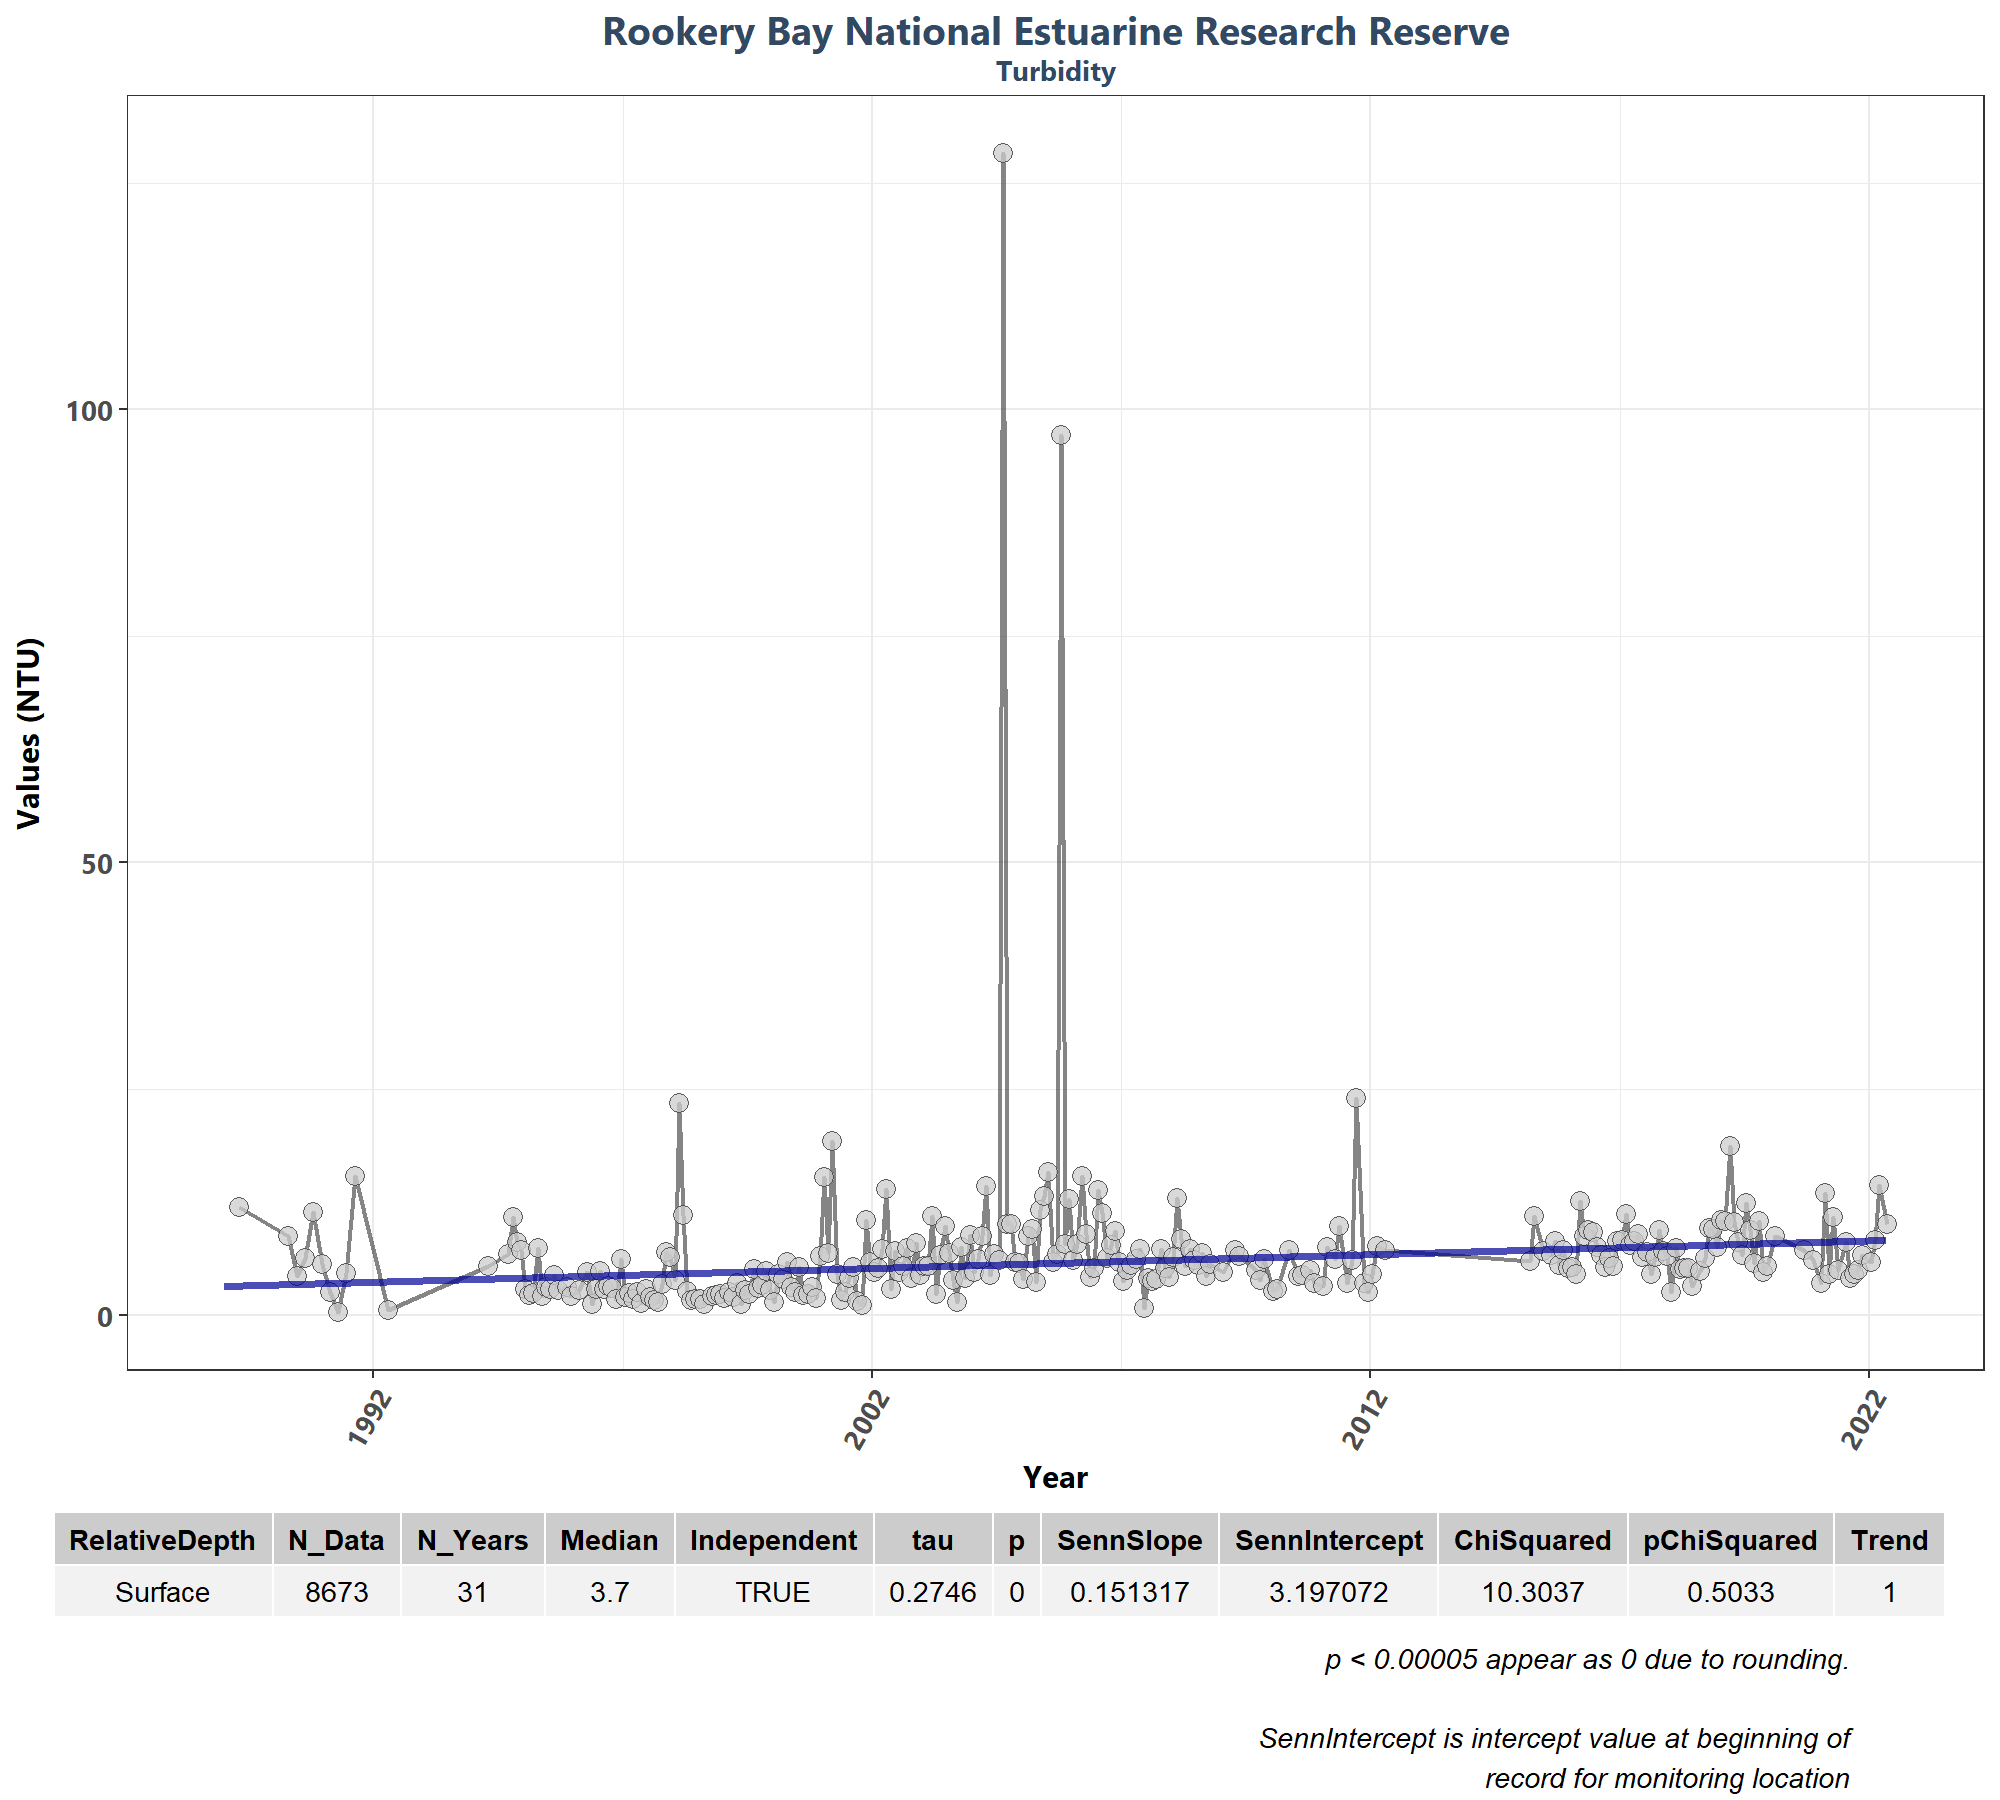 Rookery Bay National Estuarine Research Reserve
Turbidity
Values (NTU)
100
50
0
1992 2002 2012 2022
Year
RelativeDepth N_Data N_Years Median Independent tau p SennSlope SennIntercept ChiSquared pChiSquared Trend
Surface 8673 31 3.7 TRUE 0.2746 0 0.151317 3.197072 10.3037 0.5033 1
p < 0.00005 appear as 0 due to rounding.
SennIntercept is intercept value at beginning of
record for monitoring location